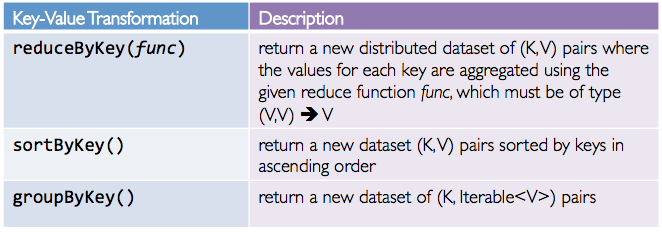 Key-Value Transformation Description
reduceByKey(func) return a new distributed dataset of (K,V) pairs where
the values for each key are aggregated using the
given reduce function func, which must be of type
(V,V) 🡺 V
sortByKey() return a new dataset (K,V) pairs sorted by keys in
ascending order
groupByKey() return a new dataset of (K, Iterable<V>) pairs